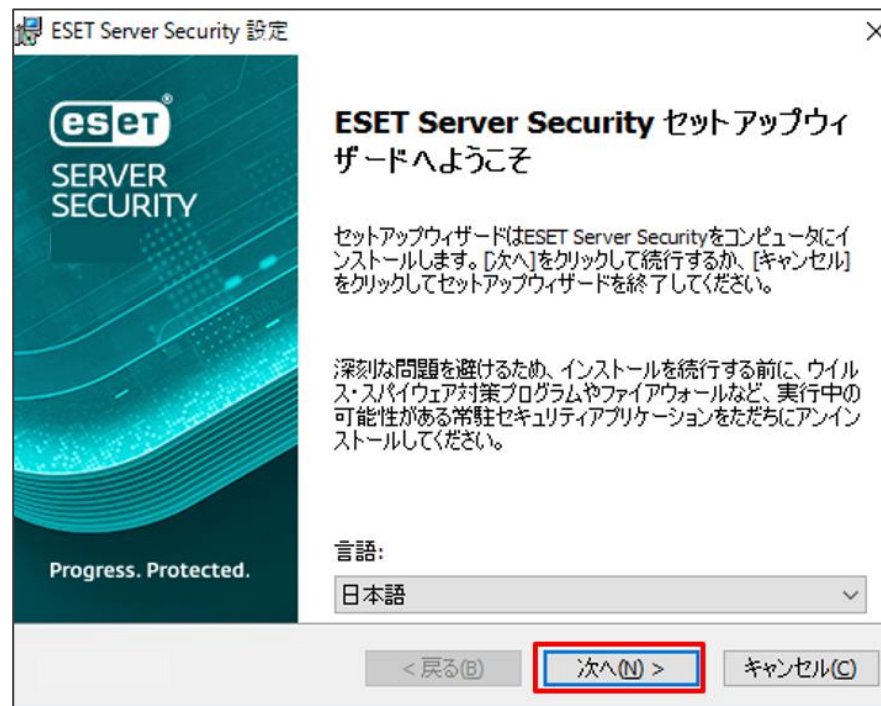 ESET Server Security 設定
eset®
SERVER
SECURITY
Progress. Protected.
ESET Server Security セットアップウィ
ザードへようこそ
セットアップウィザードはESET Server Securityをコンピュータにイ
ンストールします。[次へ]をクリックして続行するか、[キャンセル]
をクリックしてセットアップウィザードを終了してください。
深刻な問題を避けるため、インストールを続行する前に、ウイル
ス・スパイウェア対策プログラムやファイアウォールなど、実行中の
可能性がある常駐セキュリティアプリケーションをただちにアンイン
ストールしてください。
言語:
日本語
< 戻る(B)
次へ(N) >
キャンセル(C)